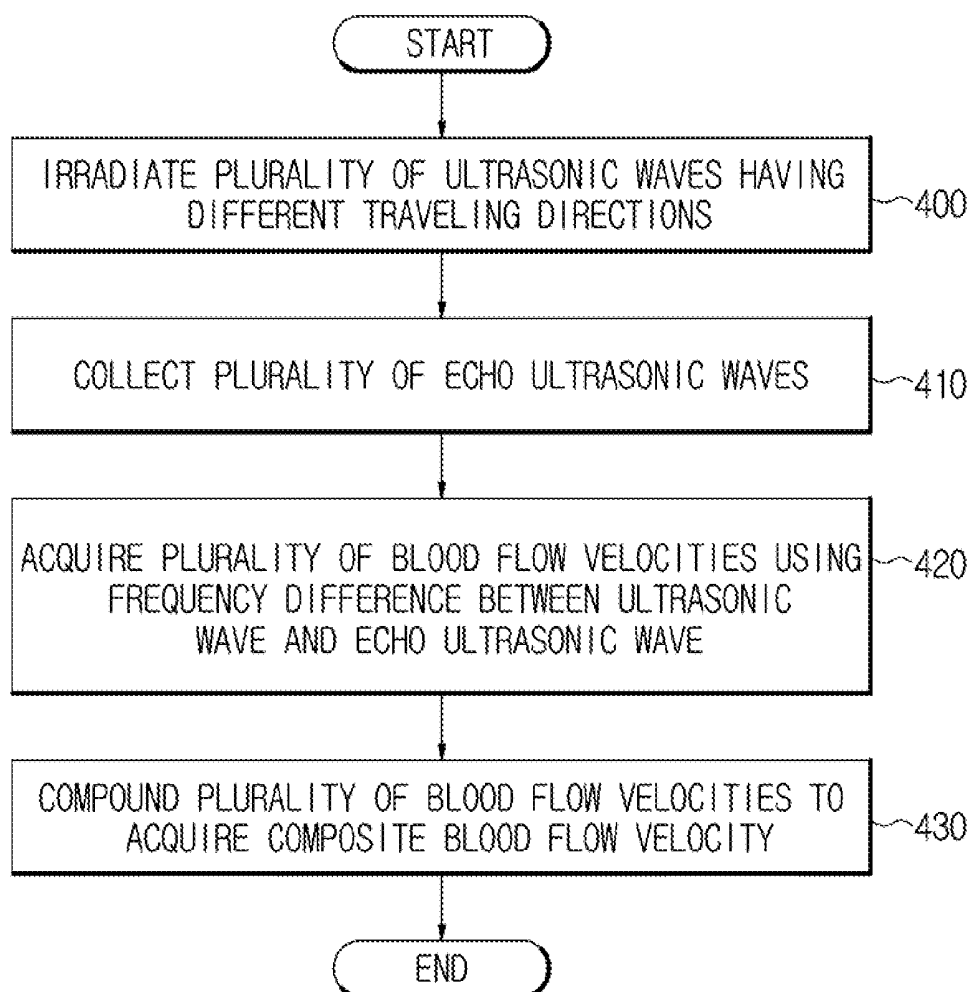 START
IRRADIATE PLURALITY OF ULTRASONIC WAVES HAVING
DIFFERENT TRAVELING DIRECTIONS
400
COLLECT PLURALITY OF ECHO ULTRASONIC WAVES
410
ACQUIRE PLURALITY OF BLOOD FLOW VELOCITIES USING
FREQUENCY DIFFERENCE BETWEEN ULTRASONIC
WAVE AND ECHO ULTRASONIC WAVE
420
COMPOUND PLURALITY OF BLOOD FLOW VELOCITIES TO
ACQUIRE COMPOSITE BLOOD FLOW VELOCITY
430
END